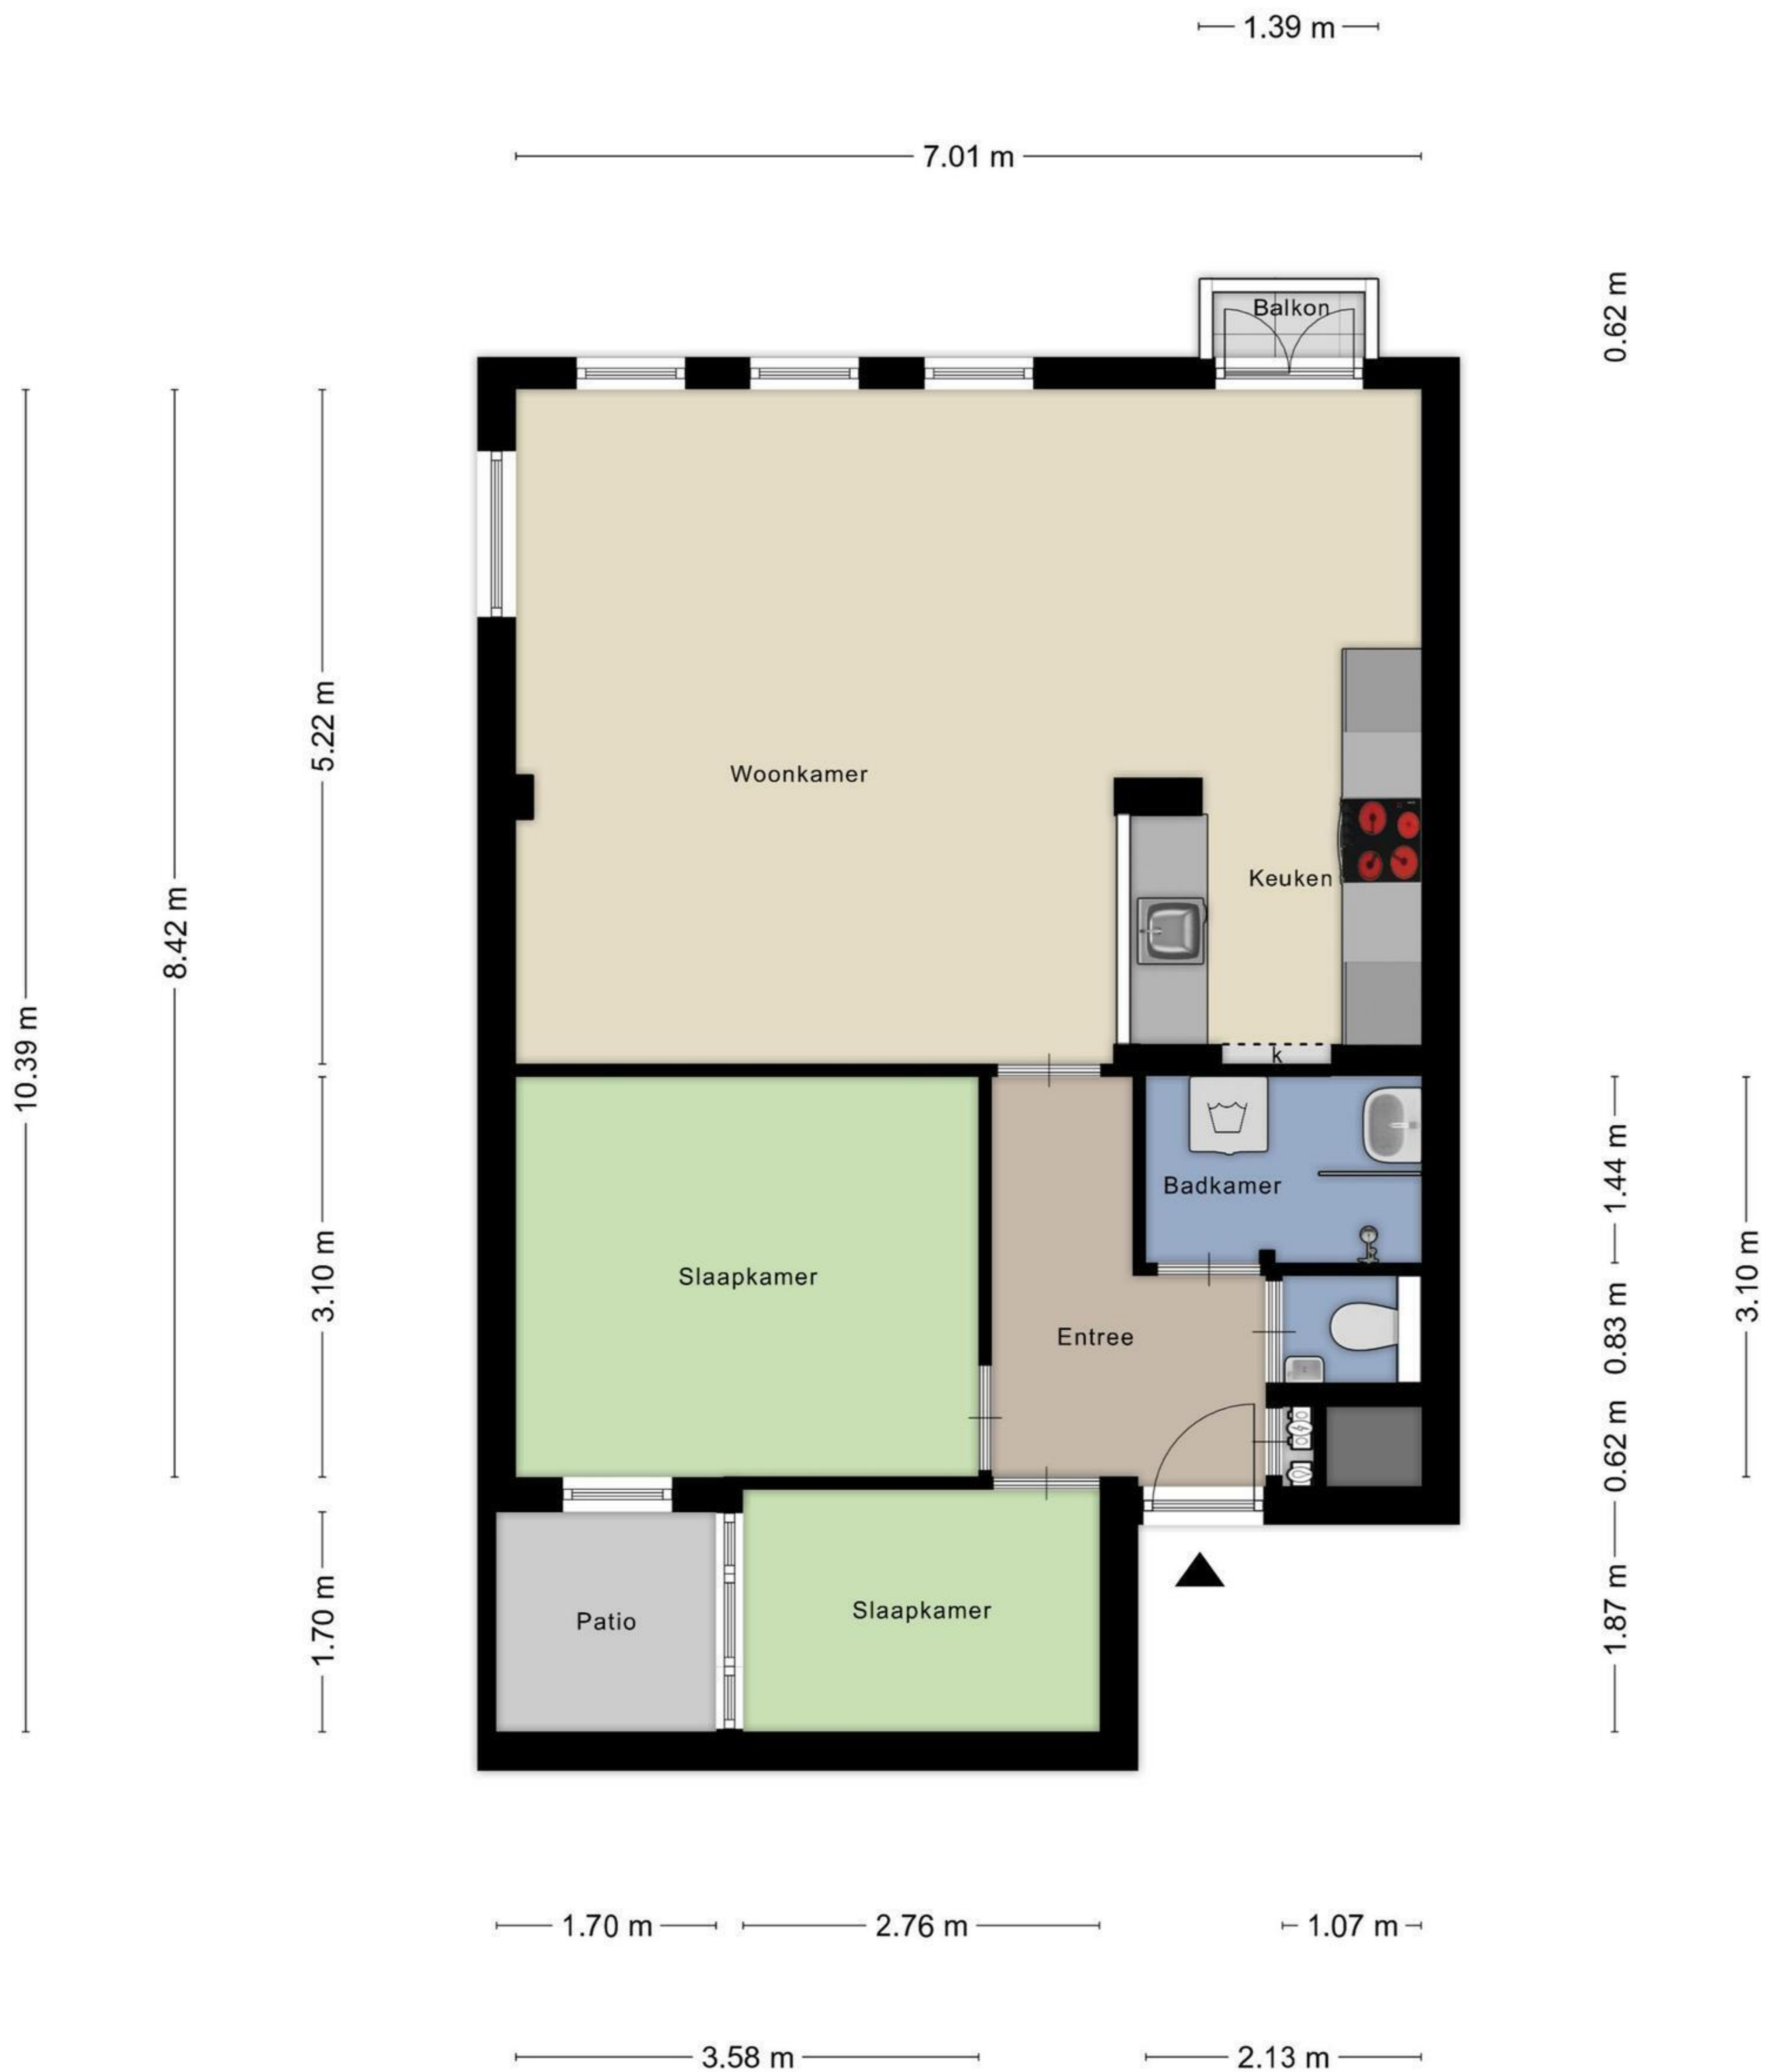 1.39 m
7.01 m
0.62 m
Balkon
5.22 m
Woonkamer
8.42 m
Keuken
10.39 m
k
1.44 m
Badkamer
3.10 m
Slaapkamer
3.10 m
Entree
0.83 m
0.62 m
Slaapkamer
Patio
1.70 m
1.87 m
1.70 m
2.76 m
1.07 m
3.58 m
2.13 m